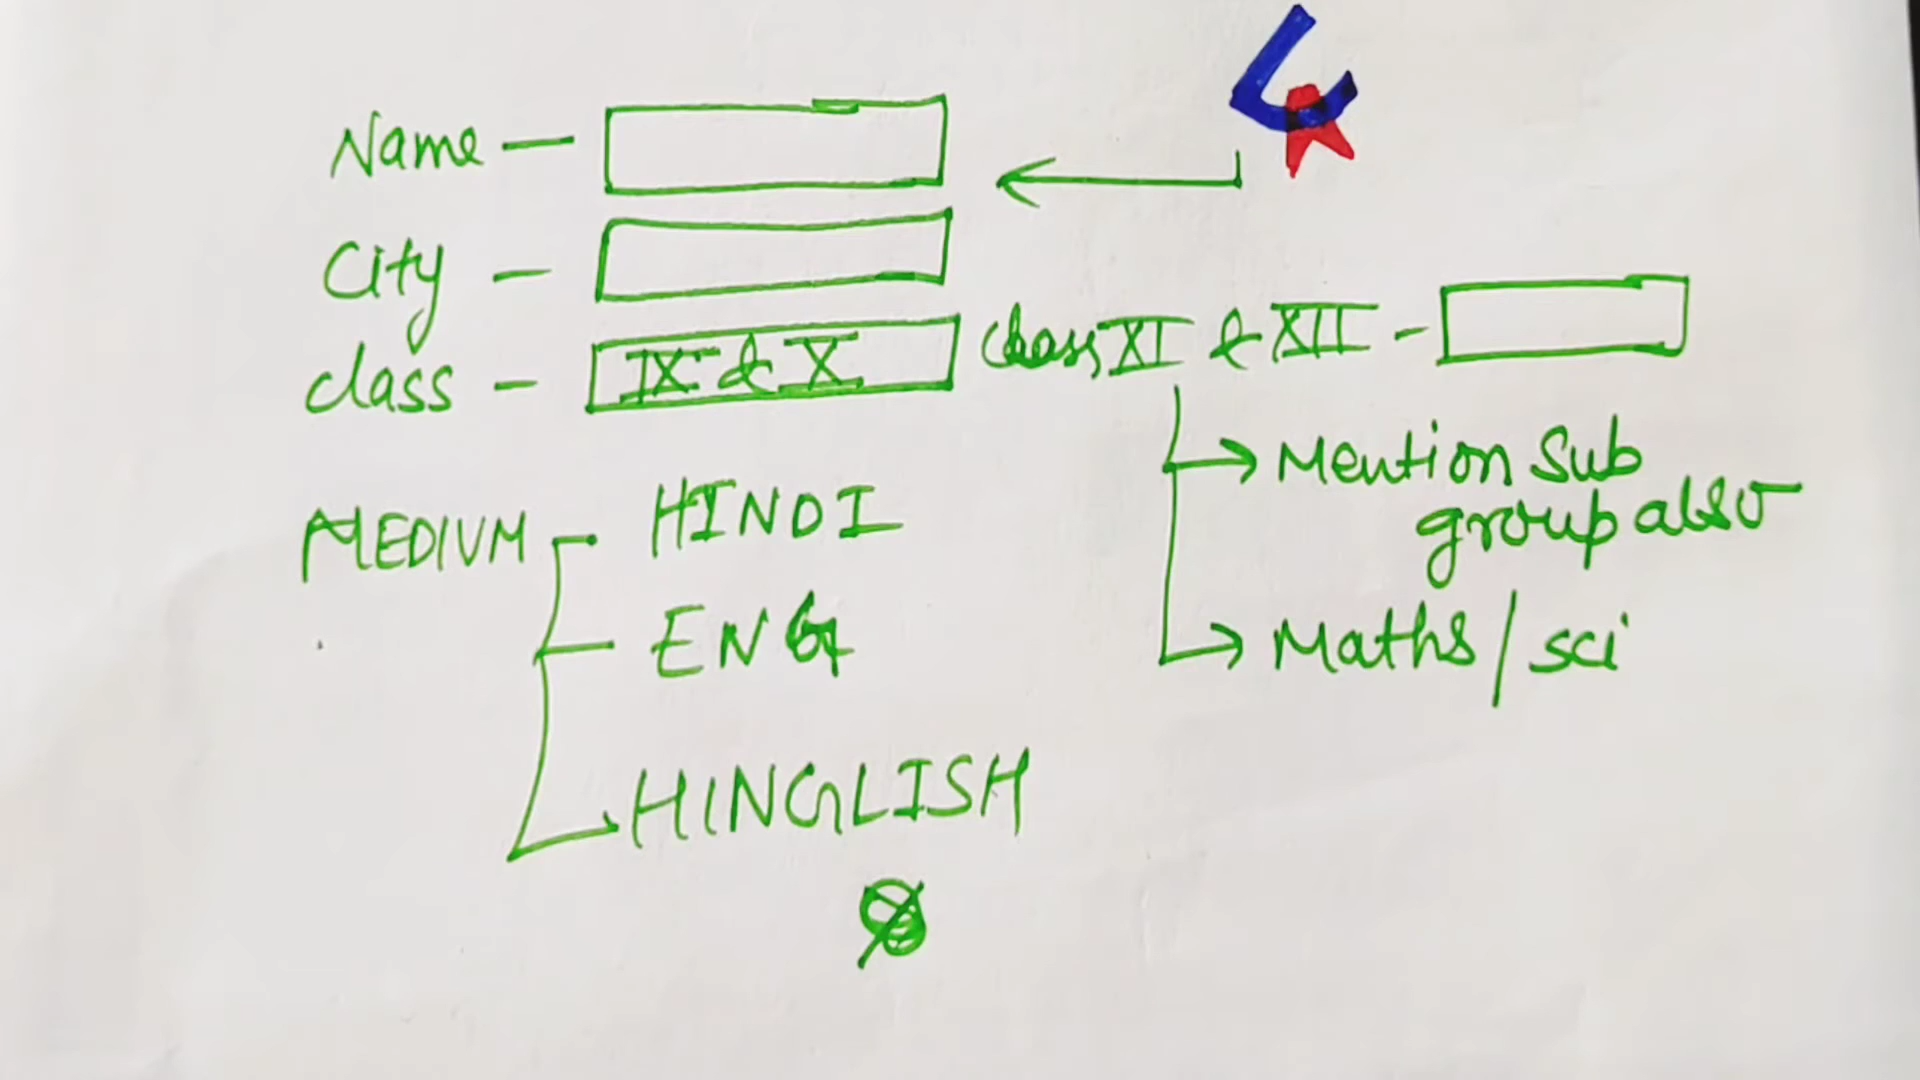 Name —
City —
class — IX & X class XI & XII -
Mention Sub
group also
MEDIUM HINDI
ENG
Maths/sci
HINGLISH